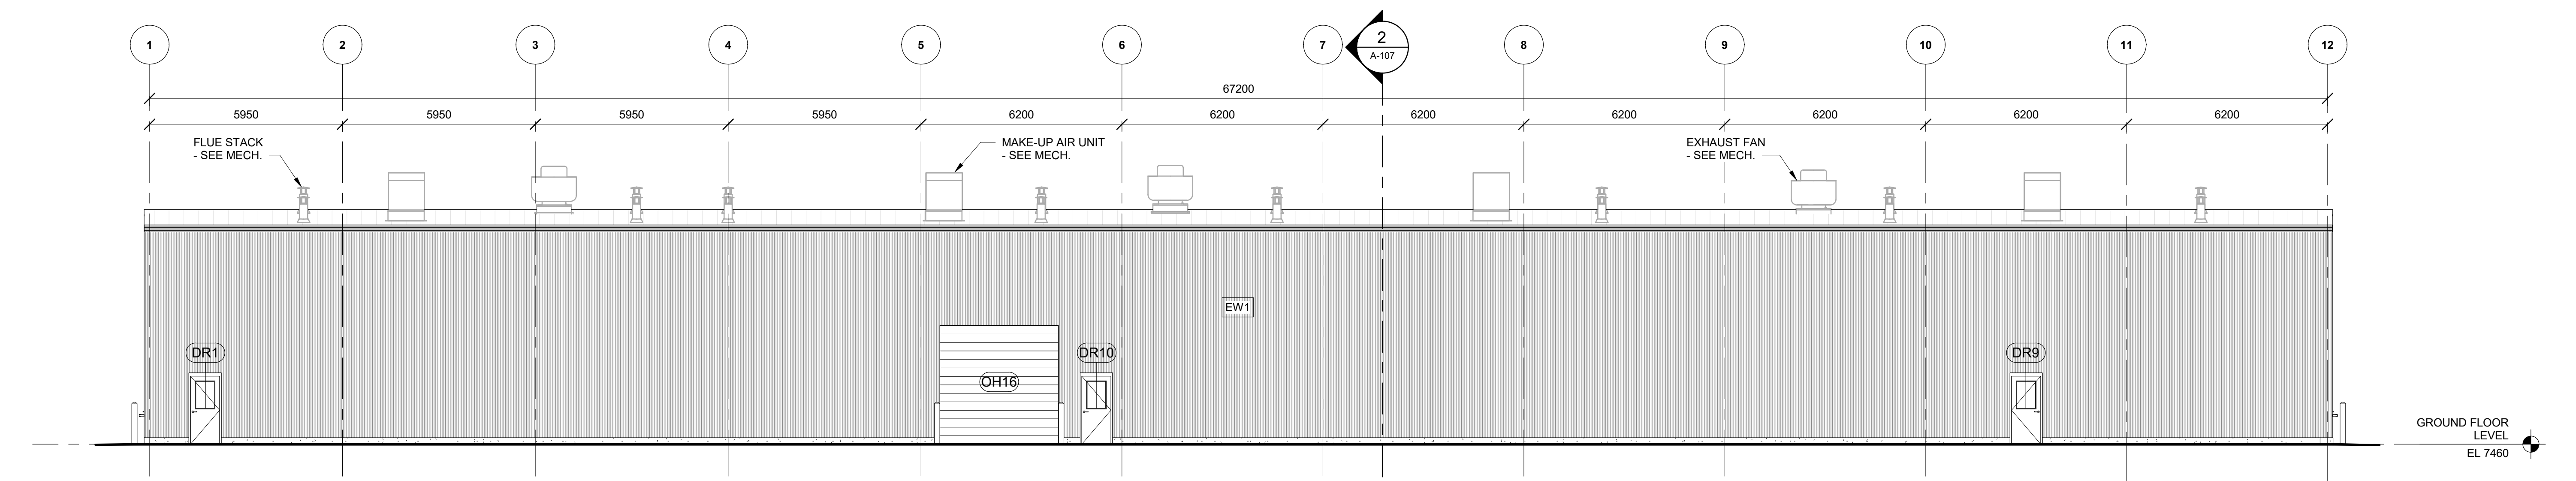 1
2
3
4
5
6
7
2
A-107
8
9
10
11
12
67200
5950
5950
5950
5950
6200
6200
6200
6200
6200
6200
6200
FLUE STACK
- SEE MECH.
MAKE-UP AIR UNIT
- SEE MECH.
EXHAUST FAN
- SEE MECH.
EW1
DR1
OH16
DR10
DR9
GROUND FLOOR
LEVEL
EL 7460